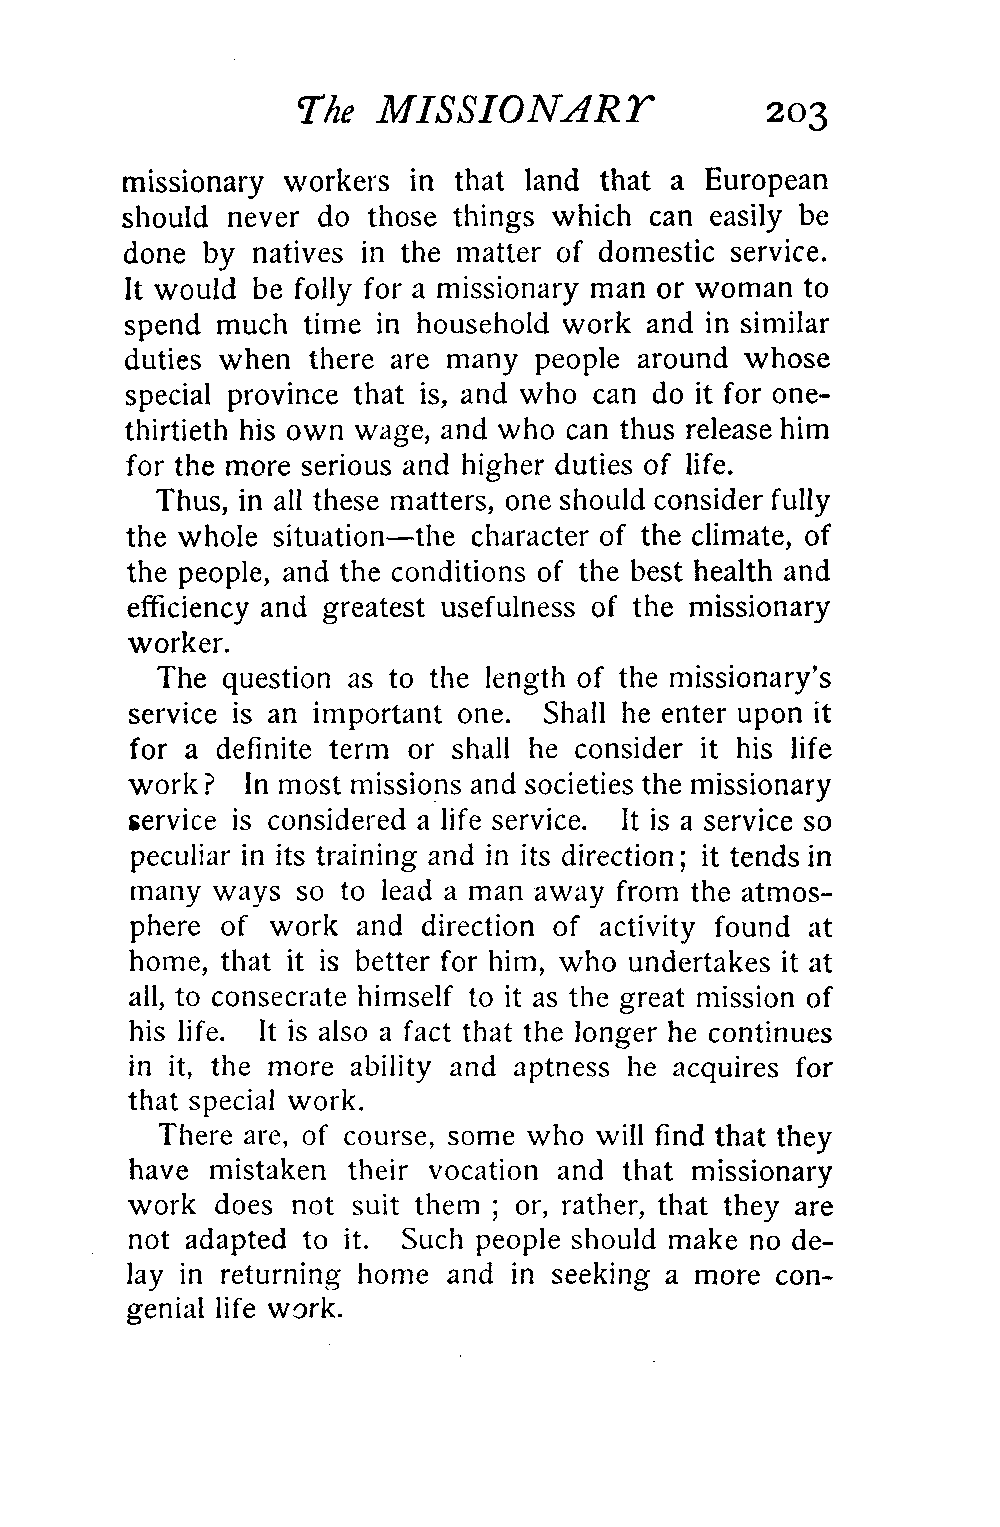 The MISSIONARY 203
missionary workers in that land that a European
should never do those things which can easily be
done by natives in the matter of domestic service.
It would be folly for a missionary man or woman to
spend much time in household work and in similar
duties when there are many people around whose
special province that is, and who can do it for one-
thirtieth his own wage, and who can thus release him
for the more serious and higher duties of life.
Thus, in all these matters, one should consider fully
the whole situation—the character of the climate, of
the people, and the conditions of the best health and
efficiency and greatest usefulness of the missionary
worker.
The question as to the length of the missionary's
service is an important one. Shall he enter upon it
for a definite term or shall he consider it his life
work? In most missions and societies the missionary
service is considered a life service. It is a service so
peculiar in its training and in its direction; it tends in
many ways so to lead a man away from the atmos-
phere of work and direction of activity found at
home, that it is better for him, who undertakes it at
all, to consecrate himself to it as the great mission of
his life. It is also a fact that the longer he continues
in it, the more ability and aptness he acquires for
that special work.
There are, of course, some who will find that they
have mistaken their vocation and that missionary
work does not suit them ; or, rather, that they are
not adapted to it. Such people should make no de-
lay in returning home and in seeking a more con-
genial life work.